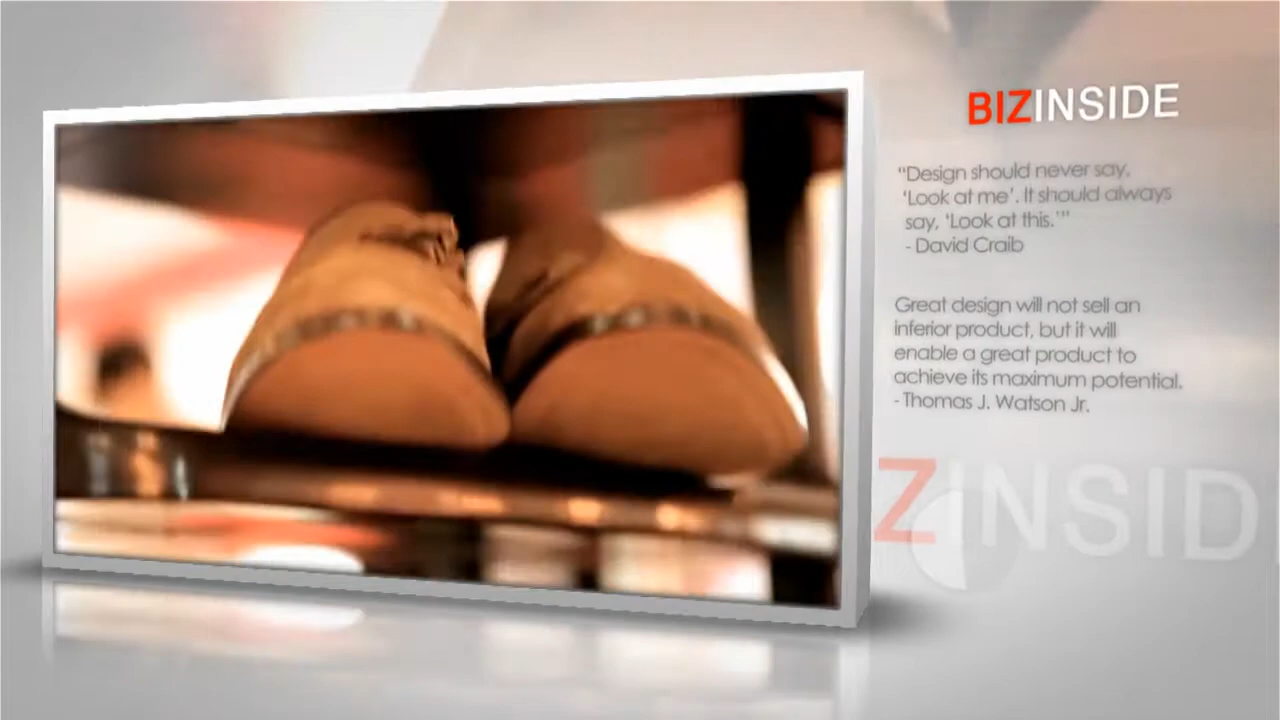 BIZINSIDE
“Design should never say,
‘Look at me’. It should always
say, ‘Look at this.’”
- David Craib
Great design will not sell an
inferior product, but it will
enable a great product to
achieve its maximum potential.
- Thomas J. Watson Jr.
ZINSID